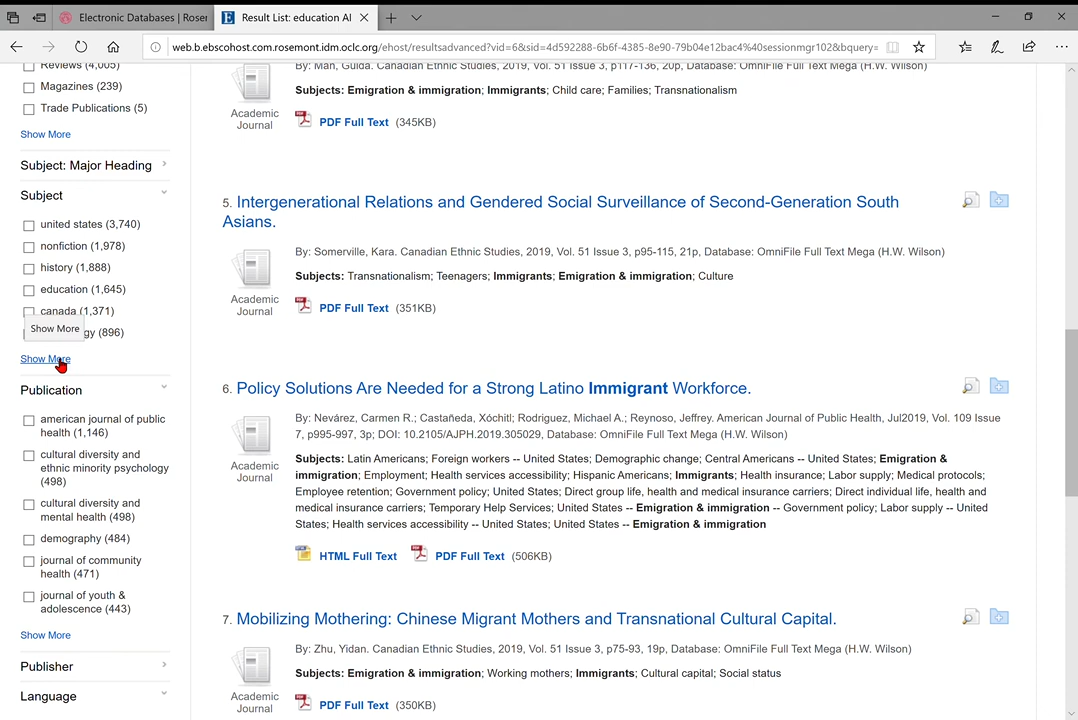 Electronic Databases | Roser
Result List: education AI
web.b.ebscohost.com.rosemont.idm.oclc.org/ehost/resultsadvanced?vid=6&sid=4d592288-6b6f-4385-8e90-79b04e12bac4%40sessionmgr102&bquery=
Reviews (4,005)
Magazines (239)
Trade Publications (5)
Show More
Subject: Major Heading
Subject
united states (3,740)
nonfiction (1,978)
history (1,888)
education (1,645)
canada (1,371)
Show More
gy (896)
Show More
Publication
american journal of public
health (1,146)
cultural diversity and
ethnic minority psychology
(498)
cultural diversity and
mental health (498)
demography (484)
journal of community
health (471)
journal of youth &
adolescence (443)
Show More
Publisher
Language
By: Man, Guida. Canadian Ethnic Studies, 2019, Vol. 51 Issue 3, p117-136, 20p, Database: OmniFile Full Text Mega (H.W. Wilson)
Subjects: Emigration & immigration; Immigrants; Child care; Families; Transnationalism
Academic
Journal
PDF Full Text (345KB)
5. Intergenerational Relations and Gendered Social Surveillance of Second-Generation South
Asians.
By: Somerville, Kara. Canadian Ethnic Studies, 2019, Vol. 51 Issue 3, p95-115, 21p, Database: OmniFile Full Text Mega (H.W. Wilson)
Subjects: Transnationalism; Teenagers; Immigrants; Emigration & immigration; Culture
Academic
Journal
PDF Full Text (351KB)
6. Policy Solutions Are Needed for a Strong Latino Immigrant Workforce.
By: Nevárez, Carmen R.; Castañeda, Xóchitl; Rodriguez, Michael A.; Reynoso, Jeffrey. American Journal of Public Health, Jul2019, Vol. 109 Issue
7, p995-997, 3p; DOI: 10.2105/AJPH.2019.305029, Database: OmniFile Full Text Mega (H.W. Wilson)
Subjects: Latin Americans; Foreign workers -- United States; Demographic change; Central Americans -- United States; Emigration &
immigration; Employment; Health services accessibility; Hispanic Americans; Immigrants; Health insurance; Labor supply; Medical protocols;
Employee retention; Government policy; United States; Direct group life, health and medical insurance carriers; Direct individual life, health and
medical insurance carriers; Temporary Help Services; United States -- Emigration & immigration -- Government policy; Labor supply -- United
States; Health services accessibility -- United States; United States -- Emigration & immigration
Academic
Journal
HTML Full Text PDF Full Text (506KB)
7. Mobilizing Mothering: Chinese Migrant Mothers and Transnational Cultural Capital.
By: Zhu, Yidan. Canadian Ethnic Studies, 2019, Vol. 51 Issue 3, p75-93, 19p, Database: OmniFile Full Text Mega (H.W. Wilson)
Subjects: Emigration & immigration; Working mothers; Immigrants; Cultural capital; Social status
Academic
Journal
PDF Full Text (350KB)